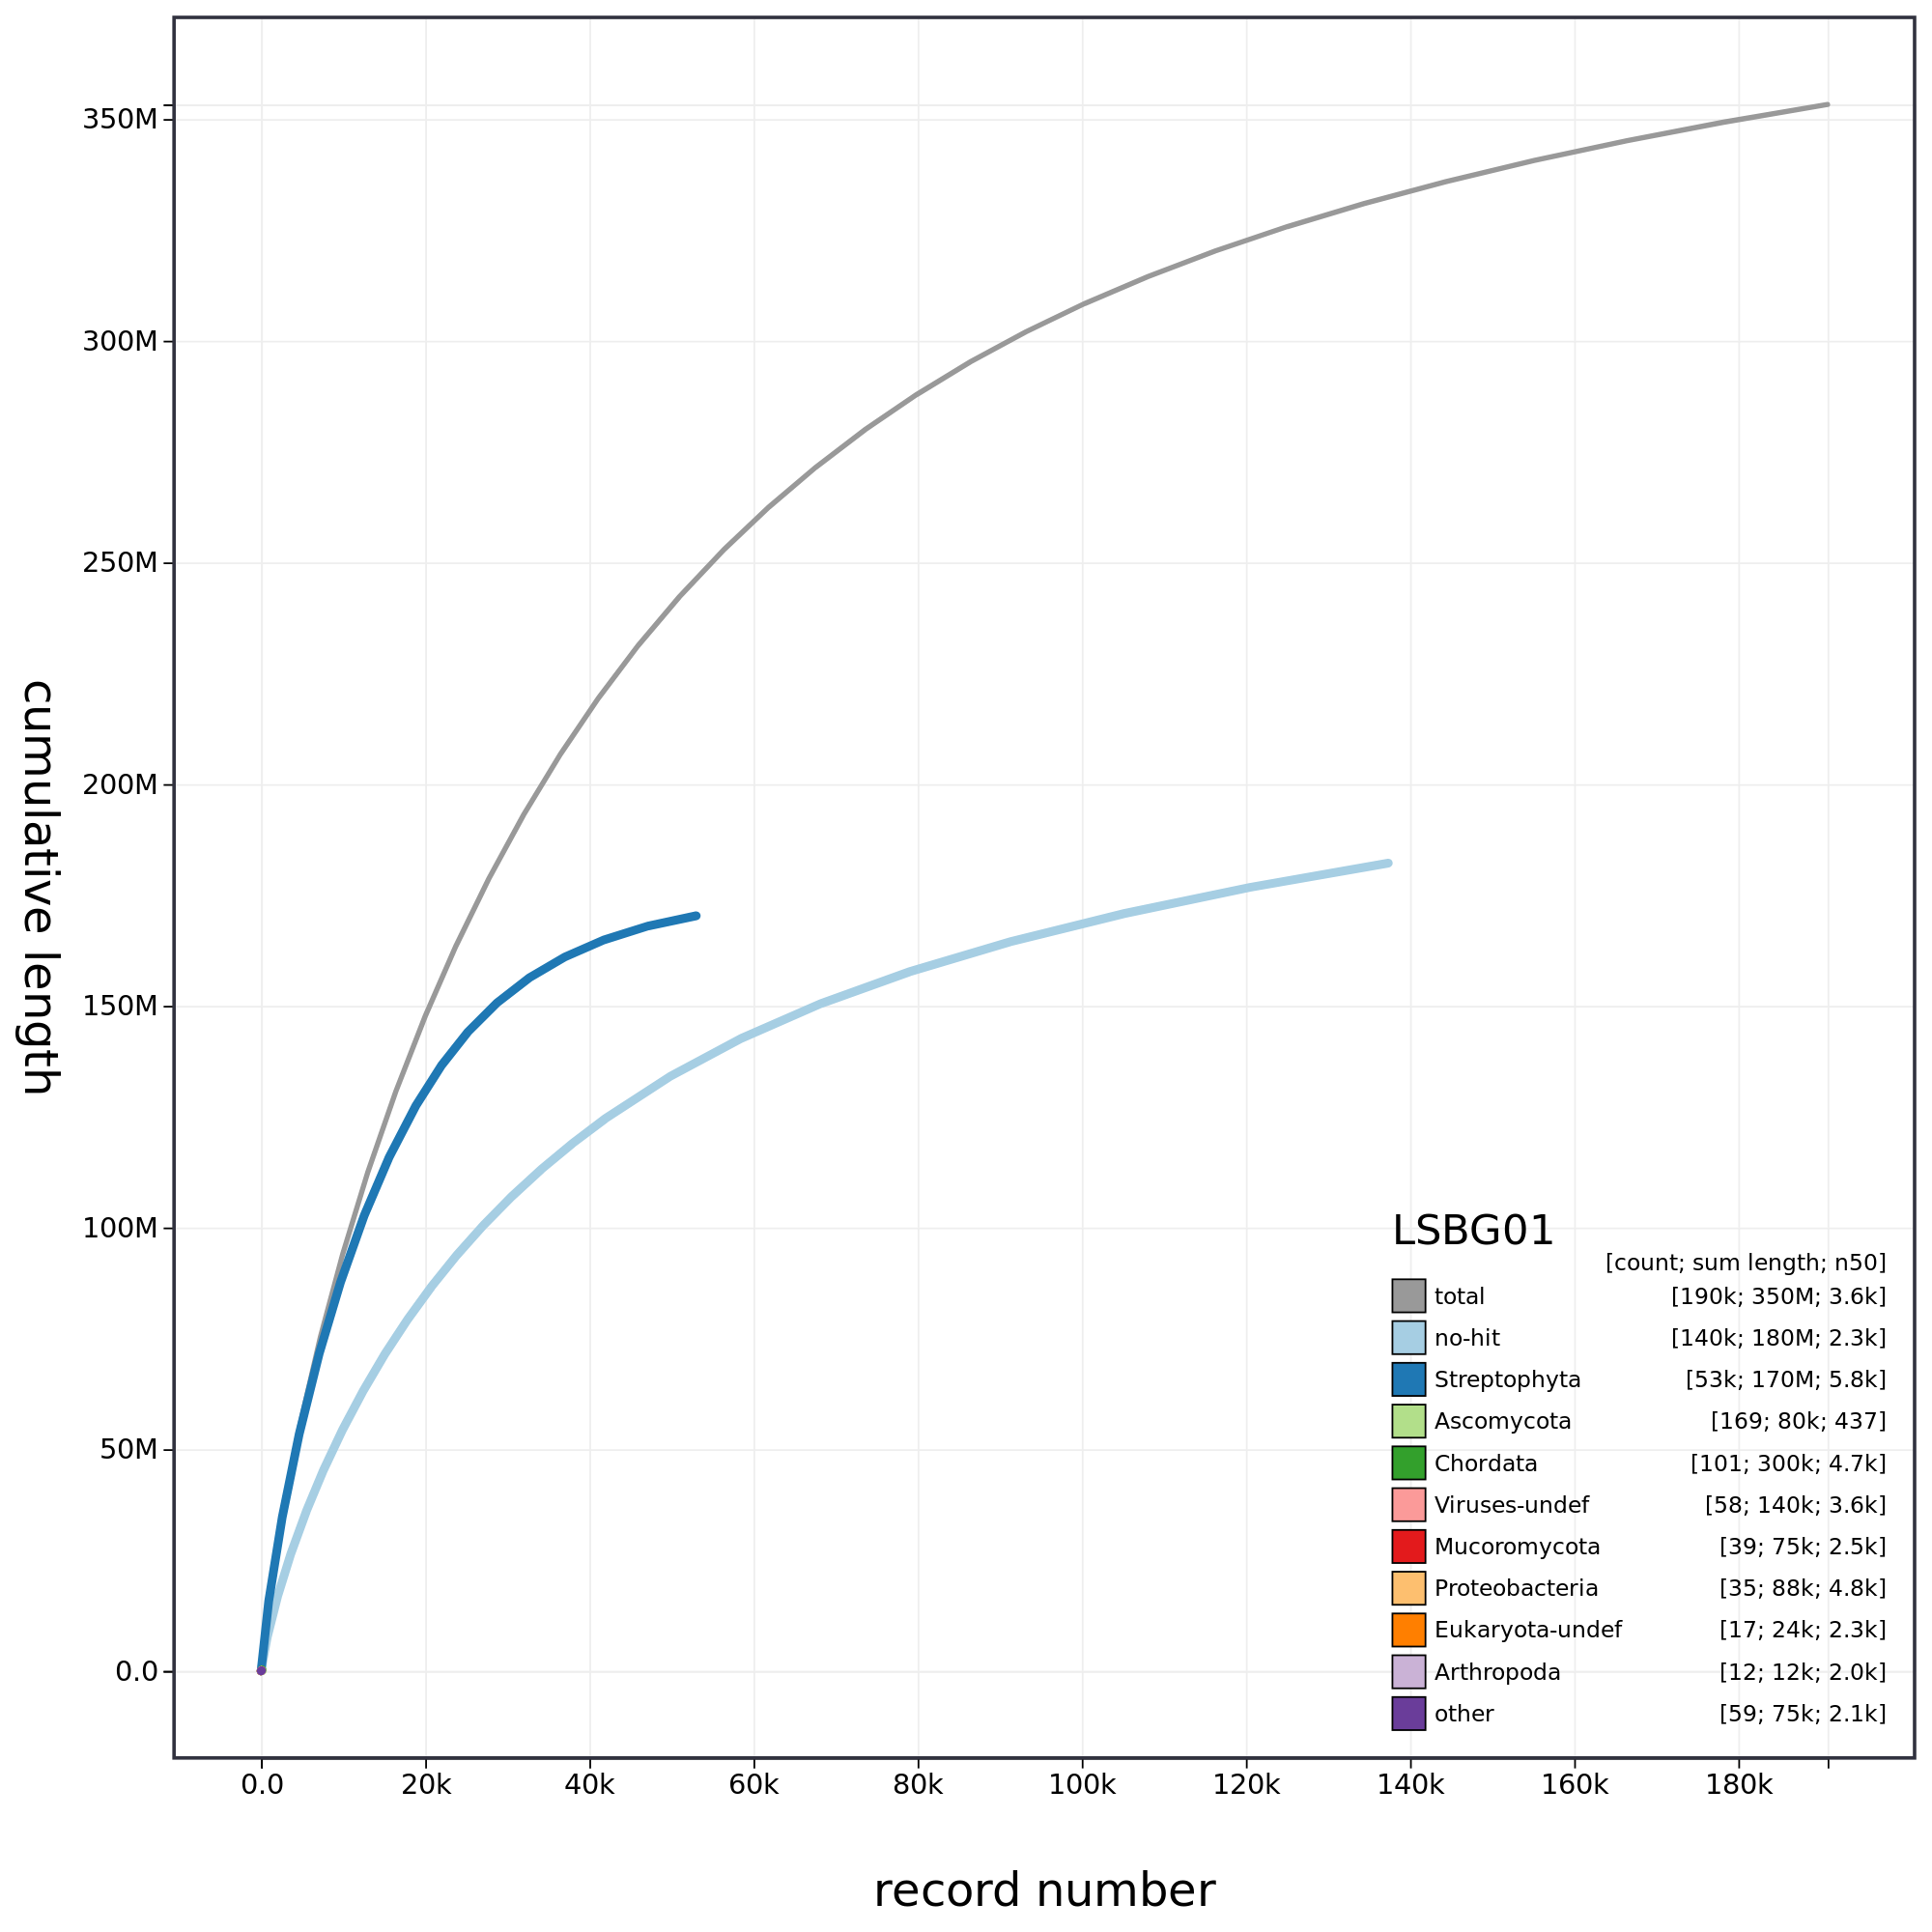 350M
300M
250M
200M
150M
100M
50M
0.0
cumulative length
LSBG01
[count; sum length; n50]
total [190k; 350M; 3.6k]
no-hit [140k; 180M; 2.3k]
Streptophyta [53k; 170M; 5.8k]
Ascomycota [169; 80k; 437]
Chordata [101; 300k; 4.7k]
Viruses-undef [58; 140k; 3.6k]
Mucoromycota [39; 75k; 2.5k]
Proteobacteria [35; 88k; 4.8k]
Eukaryota-undef [17; 24k; 2.3k]
Arthropoda [12; 12k; 2.0k]
other [59; 75k; 2.1k]
0.0 20k 40k 60k 80k 100k 120k 140k 160k 180k
record number